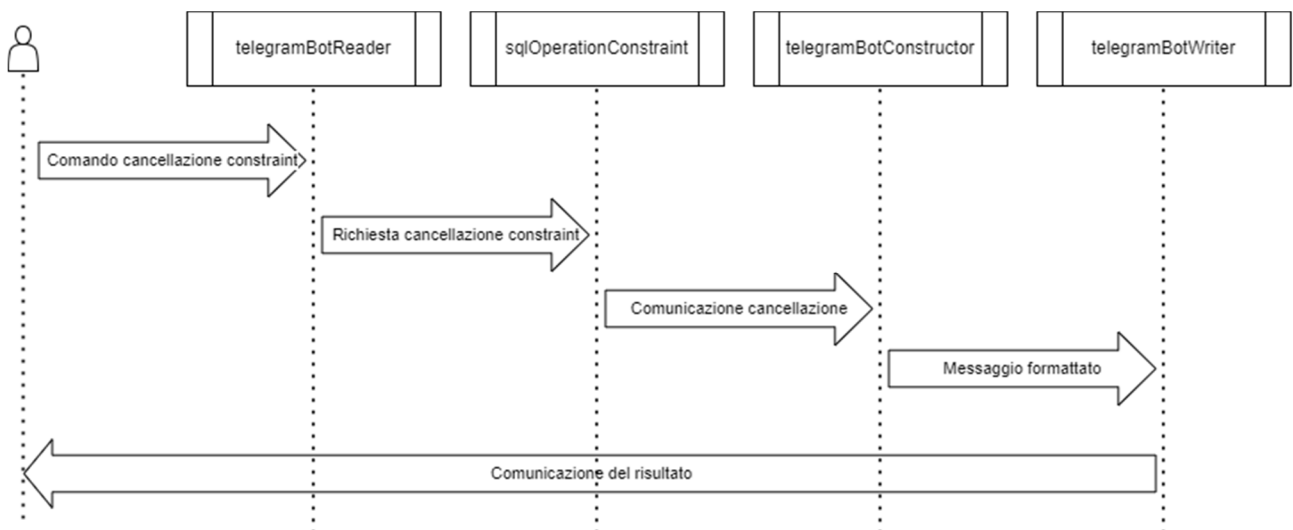 telegramBotReader
sqlOperationConstraint
telegramBotConstructor
telegramBotWriter
Comando cancellazione constraint
Richiesta cancellazione constraint
Comunicazione cancellazione
Messaggio formattato
Comunicazione del risultato